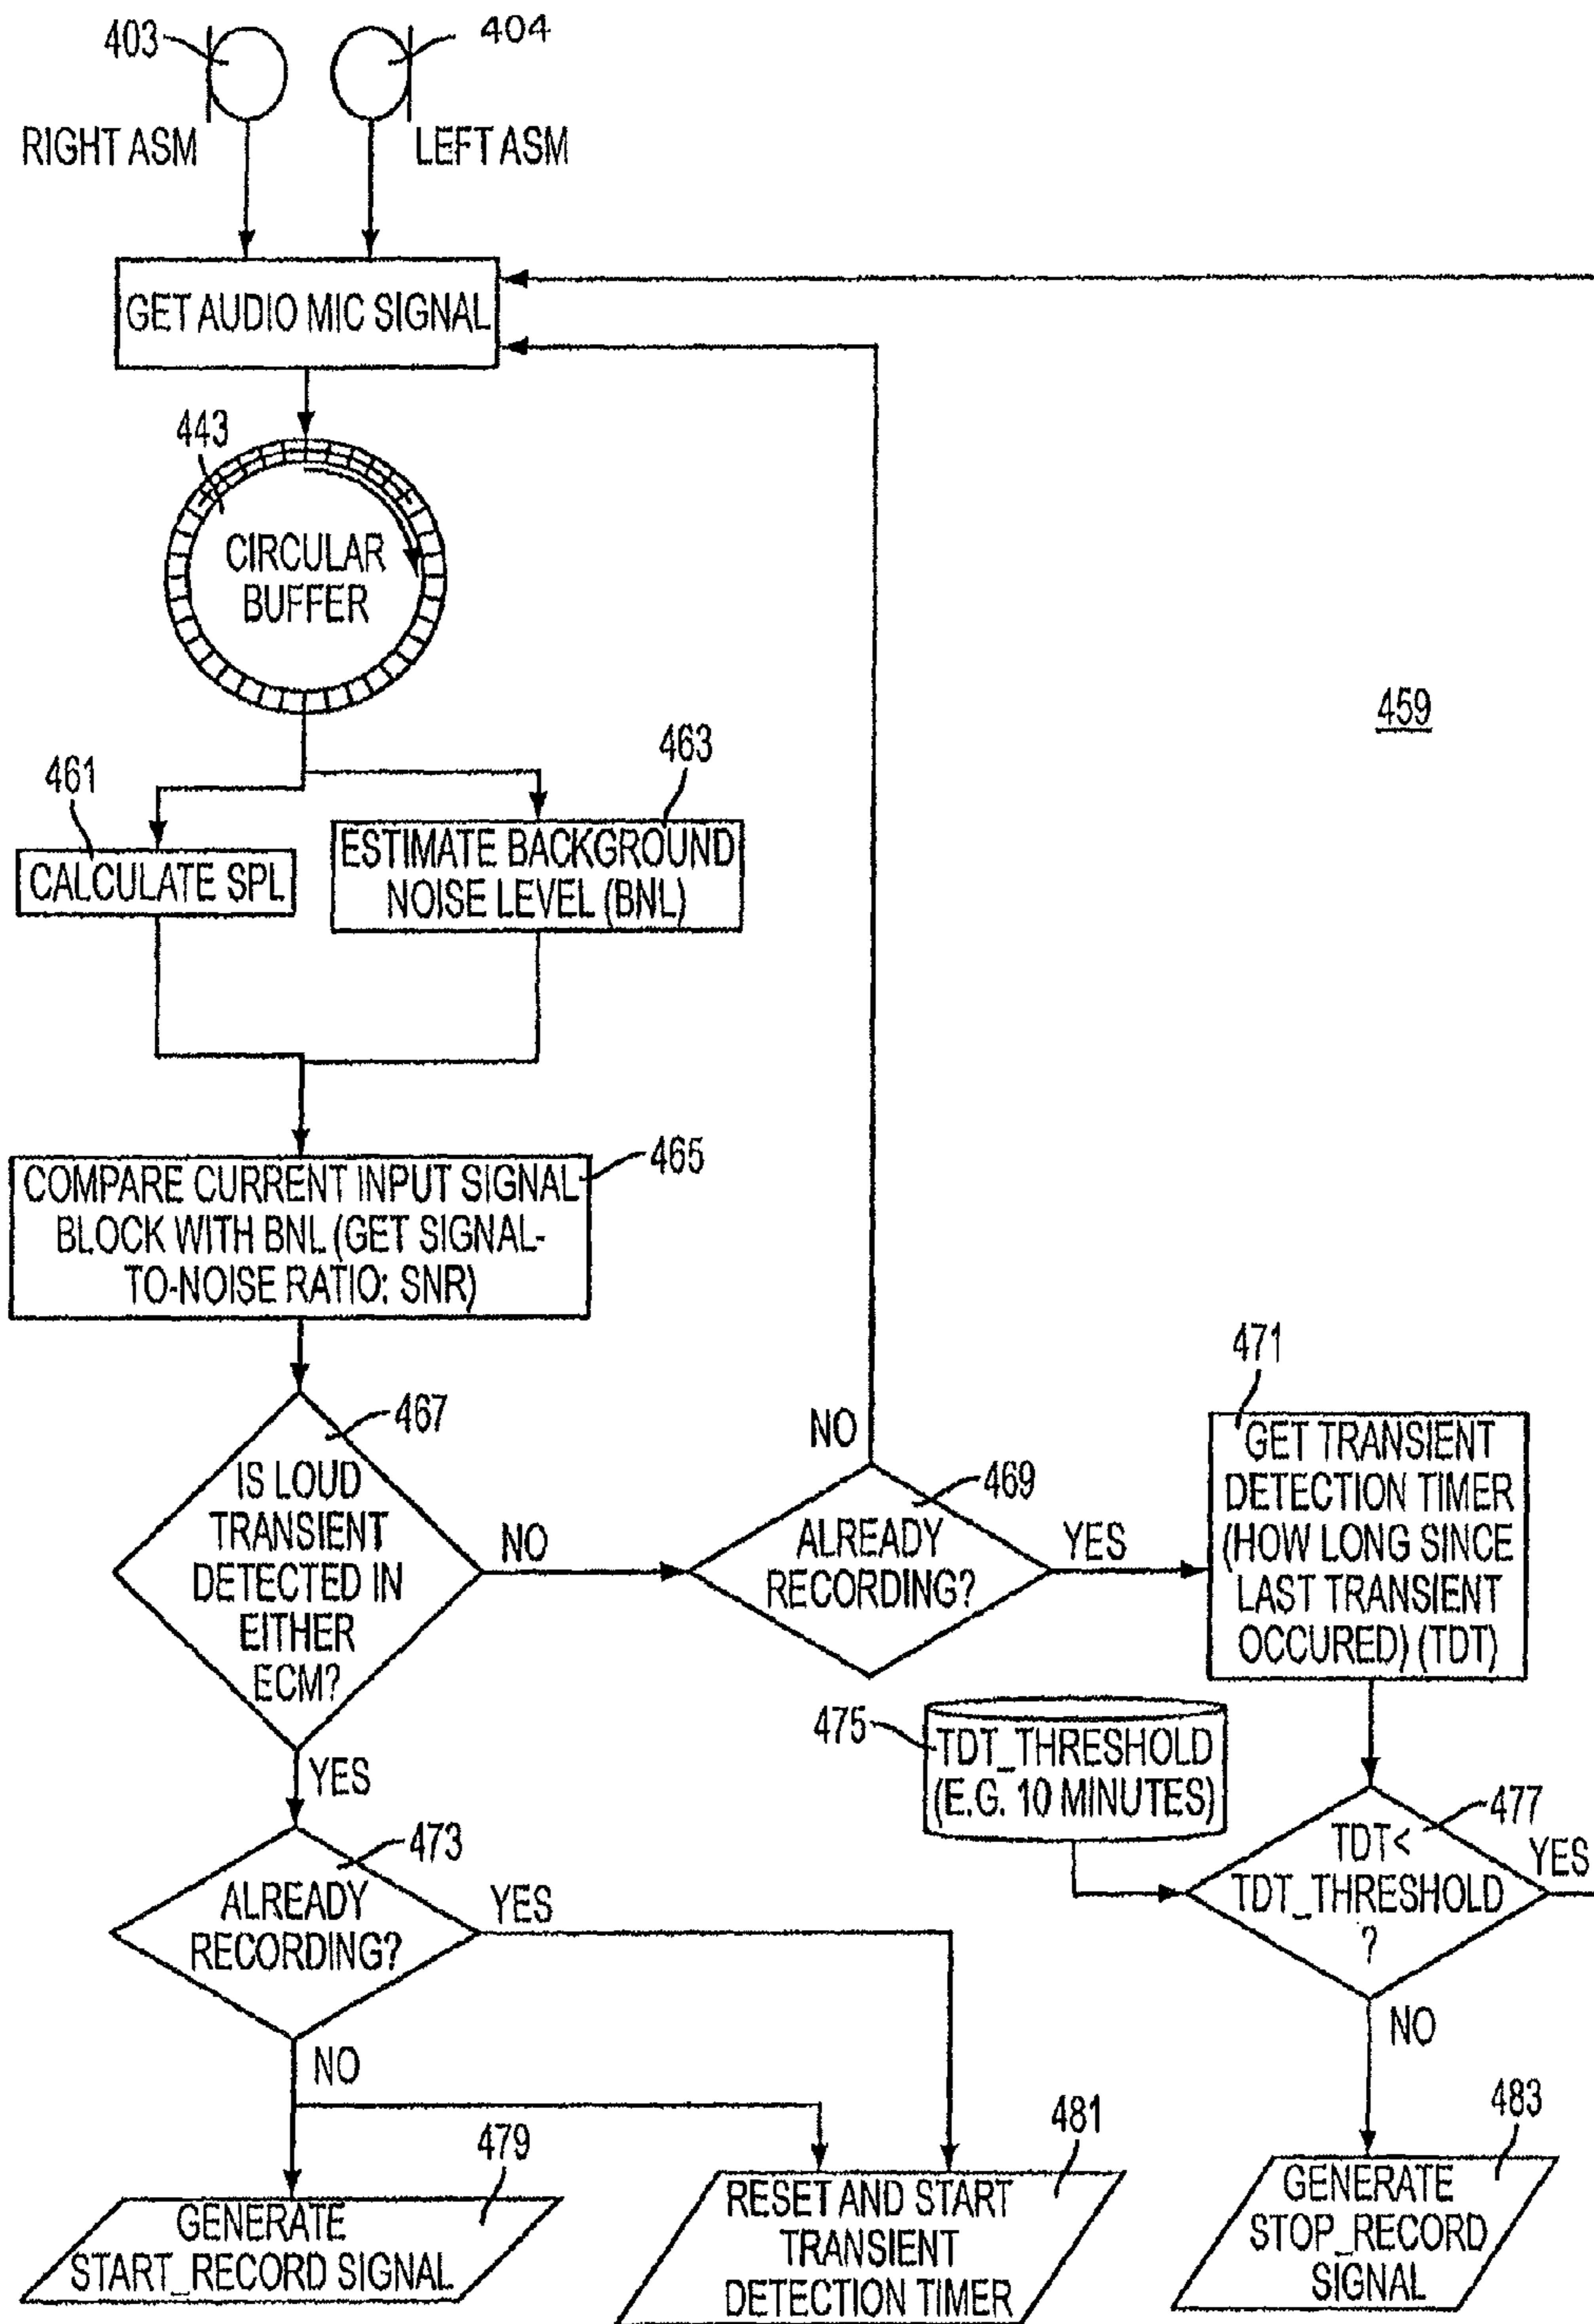 403
404
RIGHT ASM
LEFT ASM
GET AUDIO MIC SIGNAL
443
CIRCULAR
BUFFER
459
461
CALCULATE SPL
463
ESTIMATE BACKGROUND
NOISE LEVEL (BNL)
465
COMPARE CURRENT INPUT SIGNAL
BLOCK WITH BNL (GET SIGNAL-
TO-NOISE RATIO: SNR)
467
IS LOUD
TRANSIENT
DETECTED IN
EITHER
ECM?
NO
YES
NO
469
ALREADY
RECORDING?
YES
471
GET TRANSIENT
DETECTION TIMER
(HOW LONG SINCE
LAST TRANSIENT
OCCURED) (TDT)
475
TDT_THRESHOLD
(E.G. 10 MINUTES)
477
TDT<
TDT_THRESHOLD
?
YES
NO
473
ALREADY
RECORDING?
YES
NO
479
GENERATE
START_RECORD SIGNAL
481
RESET AND START
TRANSIENT
DETECTION TIMER
483
GENERATE
STOP_RECORD
SIGNAL